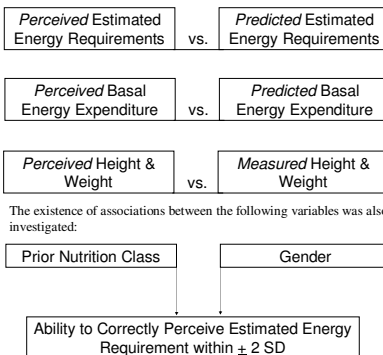 Perceived Estimated Energy Requirements vs. Predicted Estimated Energy Requirements
Perceived Basal Energy Expenditure vs. Predicted Basal Energy Expenditure
Perceived Height & Weight vs. Measured Height & Weight
The existence of associations between the following variables was also
investigated:
Prior Nutrition Class
Gender
Ability to Correctly Perceive Estimated Energy
Requirement within ± 2 SD